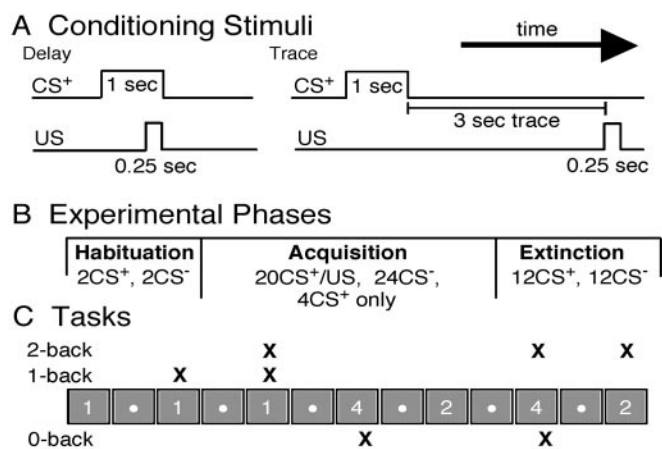 A Conditioning Stimuli
Delay
Trace
time
CS⁺ 1 sec
CS⁺ 1 sec
3 sec trace
US
US
0.25 sec
0.25 sec
B Experimental Phases
Habituation Acquisition Extinction
2CS⁺, 2CS⁻ 20CS⁺/US, 24CS⁻, 12CS⁺, 12CS⁻
4CS⁺ only
C Tasks
2-back X X X
1-back X X
1 • 1 • 1 • 4 • 2 • 4 • 2
0-back X X